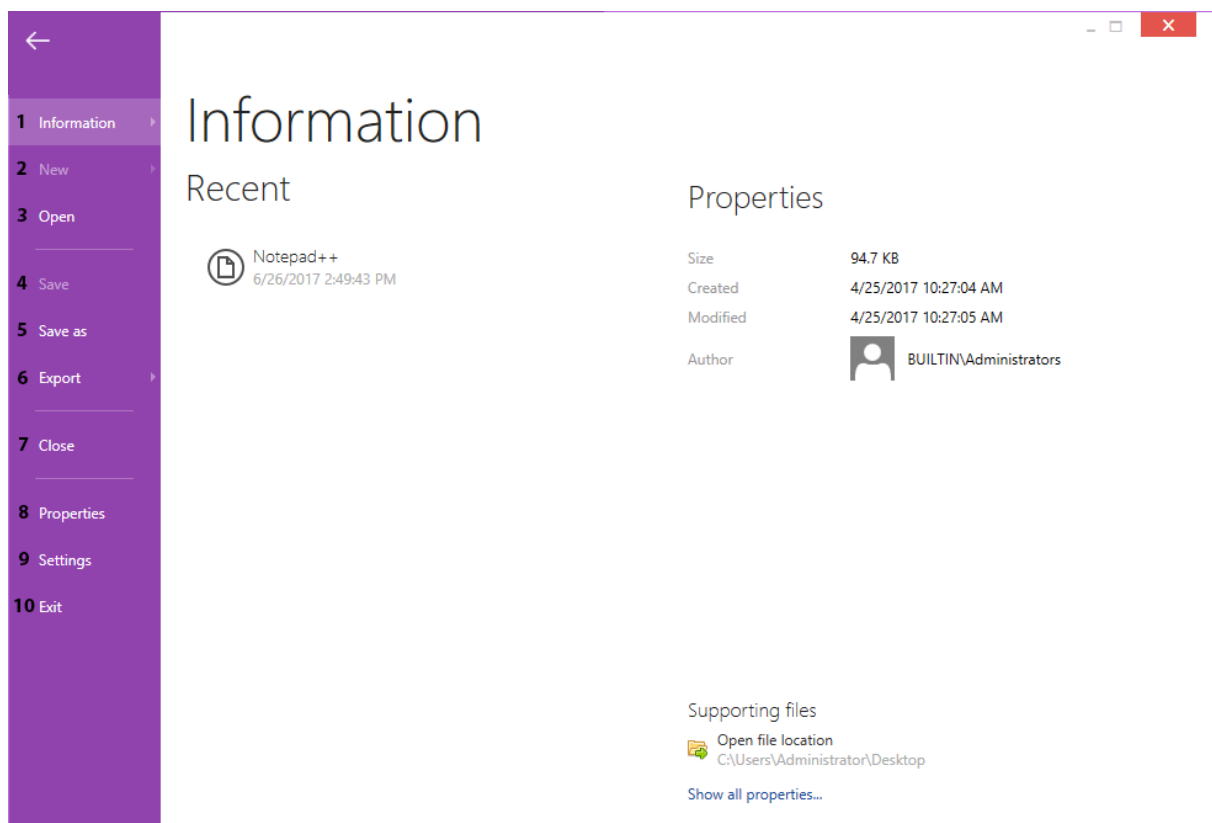 1 Information
2 New
3 Open
4 Save
5 Save as
6 Export
7 Close
8 Properties
9 Settings
10 Exit
Information
Recent
Notepad++
6/26/2017 2:49:43 PM
Properties
Size 94.7 KB
Created 4/25/2017 10:27:04 AM
Modified 4/25/2017 10:27:05 AM
Author BUILTIN\Administrators
Supporting files
Open file location
C:\Users\Administrator\Desktop
Show all properties...